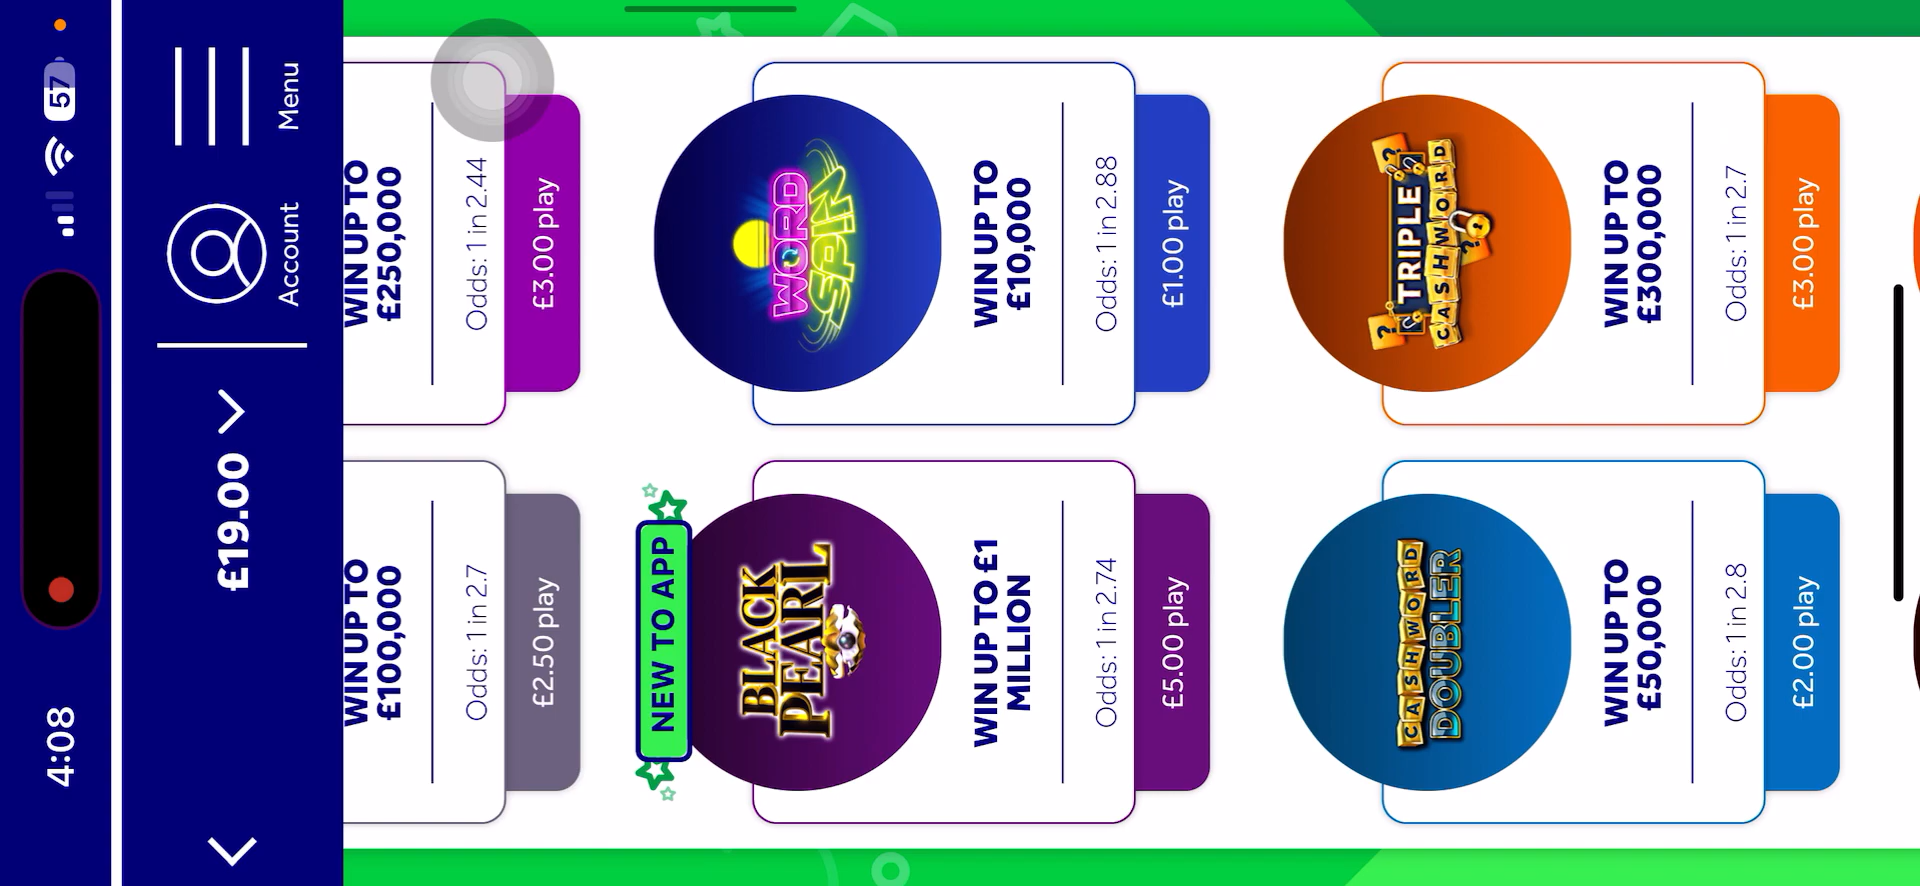 4:08
57
£19.00
Account
Menu
WIN UP TO
£100,000
Odds: 1 in 2.7
£2.50 play
WIN UP TO
£250,000
Odds: 1 in 2.44
£3.00 play
NEW TO APP
BLACK
PEARL
WIN UP TO £1
MILLION
Odds: 1 in 2.74
£5.00 play
WORD
SPIN
WIN UP TO
£10,000
Odds: 1 in 2.88
£1.00 play
CASHWORD
DOUBLER
WIN UP TO
£50,000
Odds: 1 in 2.8
£2.00 play
? TRIPLE ?
CASHWORD
?
WIN UP TO
£300,000
Odds: 1 in 2.7
£3.00 play